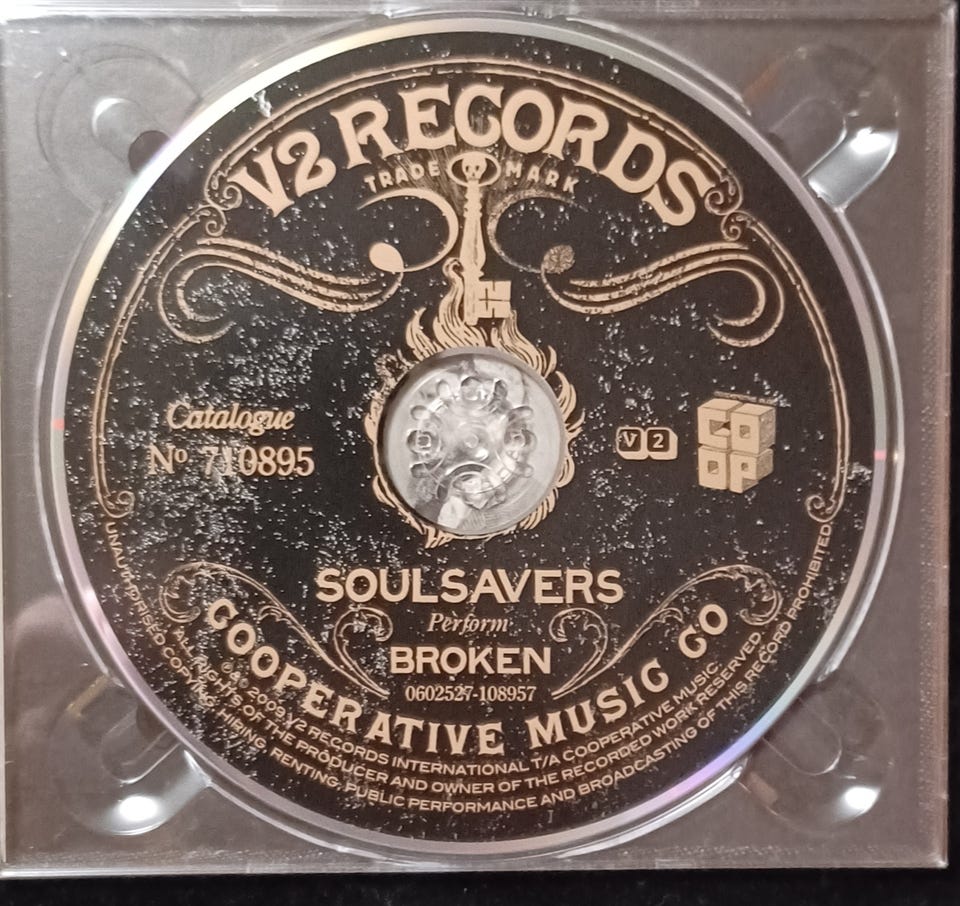 V2 RECORDS
TRADE MARK
Catalogue
Nº 710895
V 2
CO
OP
SOULSAVERS
Perform
BROKEN
0602527-108957
COOPERATIVE MUSIC CO
2009 V2 RECORDS INTERNATIONAL T/A COOPERATIVE MUSIC
ALL RIGHTS OF THE PRODUCER AND OWNER OF THE RECORDED WORK RESERVED
UNAUTHORISED COPYING, HIRING, RENTING, PUBLIC PERFORMANCE AND BROADCASTING OF THIS RECORD PROHIBITED